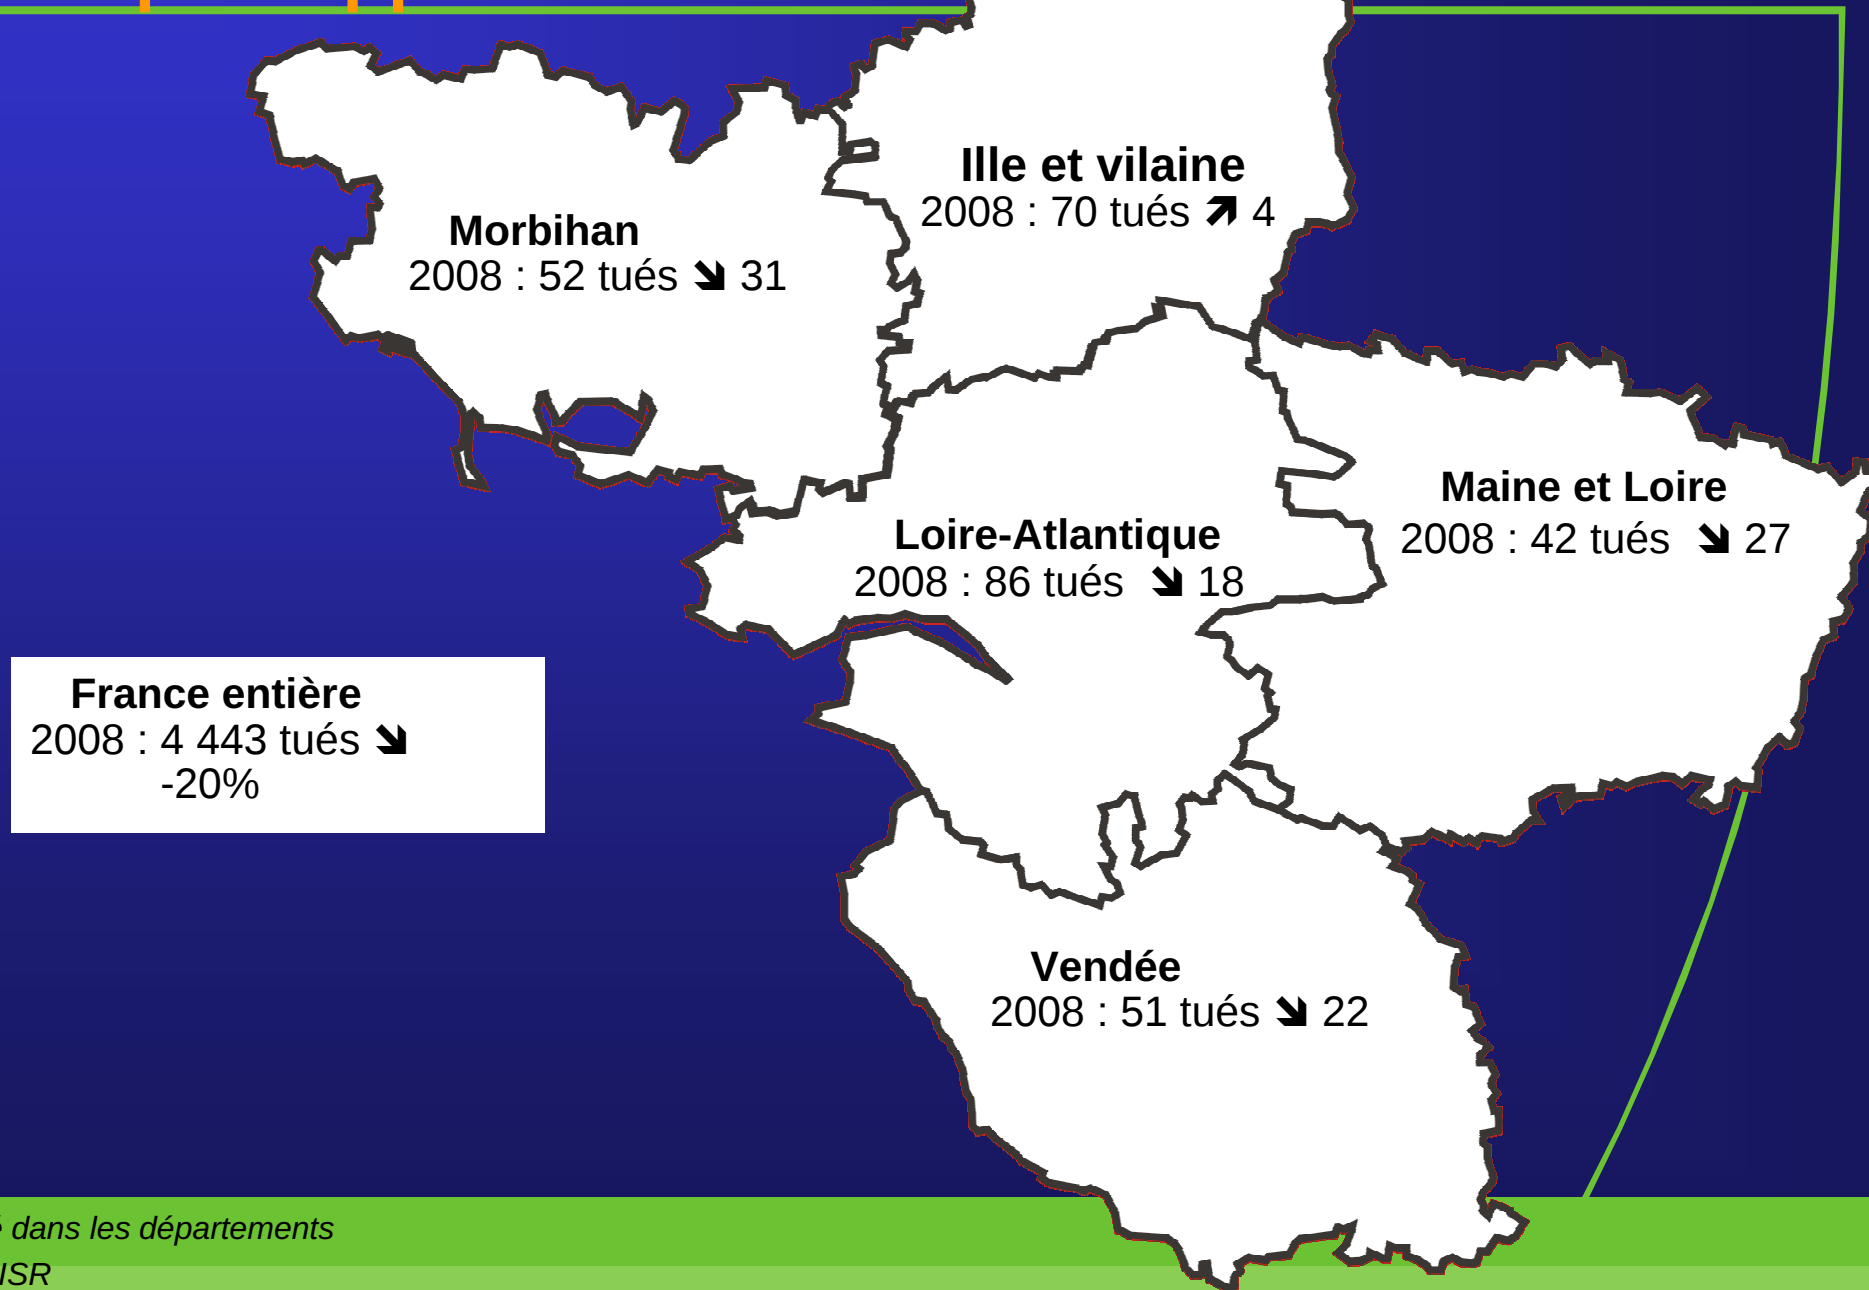 Ille et vilaine
2008 : 70 tués ➘ 4
Morbihan
2008 : 52 tués ➘ 31
Maine et Loire
2008 : 42 tués ➘ 27
Loire-Atlantique
2008 : 86 tués ➘ 18
France entière
2008 : 4 443 tués ➘
-20%
Vendée
2008 : 51 tués ➘ 22
dans les départements
ISR